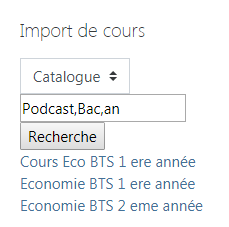 Import de cours
Catalogue
Podcast,Bac,an
Recherche
Cours Eco BTS 1 ere année
Economie BTS 1 ere année
Economie BTS 2 eme année